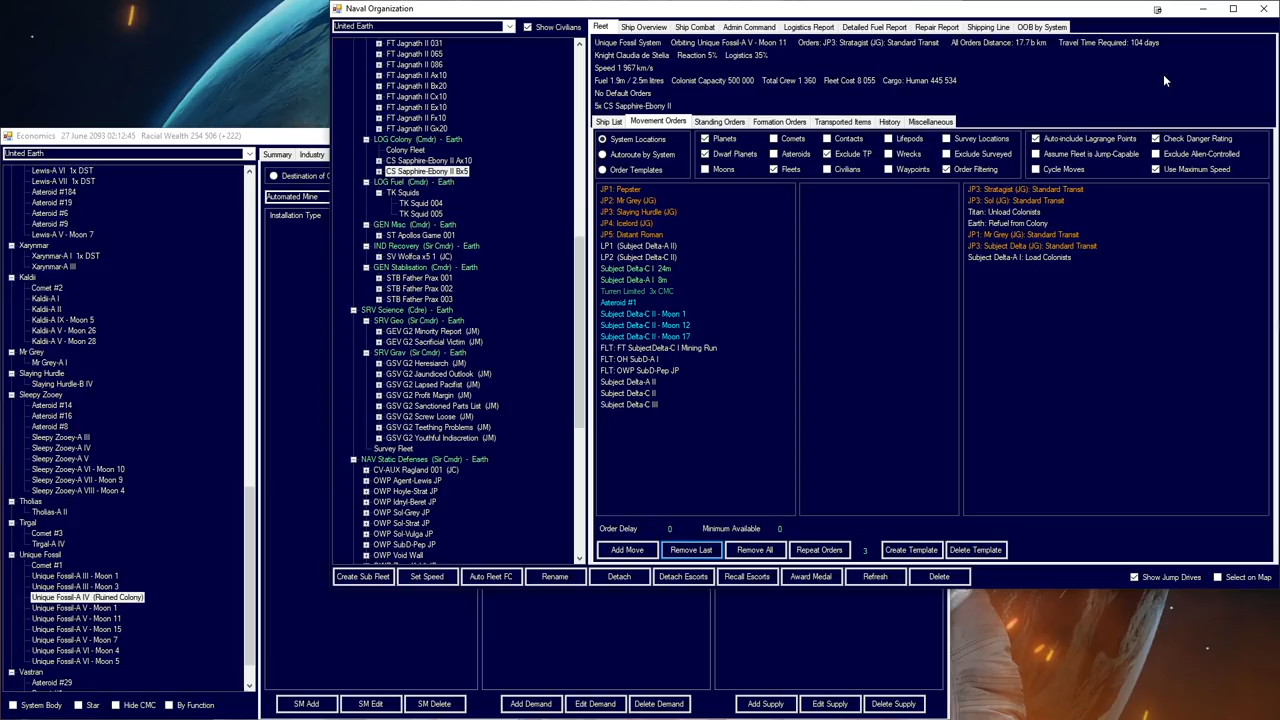 Naval Organization
United Earth
Show Civilians
FT Jagnath II 031
FT Jagnath II 065
FT Jagnath II 086
FT Jagnath II Ax10
FT Jagnath II Bx20
FT Jagnath II Cx10
FT Jagnath II Ex10
FT Jagnath II Fx10
FT Jagnath II Gx20
LOG Colony (Cmdr) - Earth
Colony Fleet
CS Sapphire-Ebony II Ax10
CS Sapphire-Ebony II Bx5
LOG Fuel (Cmdr) - Earth
TK Squids
TK Squid 004
TK Squid 005
GEN Misc (Cmdr) - Earth
ST Apollos Game 001
IND Recovery (Sir Cmdr) - Earth
SV Wolfca x5 1 (JC)
GEN Stablisation (Cmdr) - Earth
STB Father Prax 001
STB Father Prax 002
STB Father Prax 003
SRV Science (Cdre) - Earth
SRV Geo (Sir Cmdr) - Earth
GEV G2 Minority Report (JM)
GEV G2 Sacrificial Victim (JM)
SRV Grav (Sir Cmdr) - Earth
GSV G2 Heresiarch (JM)
GSV G2 Jaundiced Outlook (JM)
GSV G2 Lapsed Pacifist (JM)
GSV G2 Profit Margin (JM)
GSV G2 Sanctioned Parts List (JM)
GSV G2 Screw Loose (JM)
GSV G2 Teething Problems (JM)
GSV G2 Youthful Indiscretion (JM)
Survey Fleet
NAV Static Defenses (Sir Cmdr) - Earth
CV-AUX Ragland 001 (JC)
OWP Agent-Lewis JP
OWP Hoyle-Strat JP
OWP Idnyl-Beret JP
OWP Sol-Grey JP
OWP Sol-Strat JP
OWP Sol-Vulga JP
OWP SubD-Pep JP
OWP Void Wall
Create Sub Fleet Set Speed Auto Fleet FC Rename Detach Detach Escorts Recall Escorts Award Medal Refresh Delete
Show Jump Drives Select on Map
Fleet Ship Overview Ship Combat Admin Command Logistics Report Detailed Fuel Report Repair Report Shipping Line OOB by System
Unique Fossil System Orbiting Unique Fossil-A V - Moon 11 Orders: JP3: Stratagist (JG): Standard Transit All Orders Distance: 17.7b km Travel Time Required: 104 days
Knight Claudia de Stelia Reaction 5% Logistics 35%
Speed 1 967 km/s
Fuel 1.9m / 2.5m litres Colonist Capacity 500 000 Total Crew 1 360 Fleet Cost 8 055 Cargo: Human 445 534
No Default Orders
5x CS Sapphire-Ebony II
Ship List Movement Orders Standing Orders Formation Orders Transported Items History Miscellaneous
System Locations Planets Comets Contacts Lifepods Survey Locations Auto-include Lagrange Points Check Danger Rating
Autoroute by System Dwarf Planets Asteroids Exclude TP Wrecks Exclude Surveyed Assume Fleet is Jump-Capable Exclude Alien-Controlled
Order Templates Moons Fleets Civilians Waypoints Order Filtering Cycle Moves Use Maximum Speed
JP1: Pepster
JP2: Mr Grey (JG)
JP3: Slaying Hurdle (JG)
JP4: Icelord (JG)
JP5: Distant Roman
LP1 (Subject Delta-A II)
LP2 (Subject Delta-C II)
Subject Delta-C I 24m
Subject Delta-A I 8m
Turren Limited 3x CMC
Asteroid #1
Subject Delta-C II - Moon 1
Subject Delta-C II - Moon 12
Subject Delta-C II - Moon 17
FLT: FT SubjectDelta-C I Mining Run
FLT: OH SubD-A I
FLT: OWP SubD-Pep JP
Subject Delta-A II
Subject Delta-C II
Subject Delta-C III
JP3: Stratagist (JG): Standard Transit
JP3: Sol (JG): Standard Transit
Titan: Unload Colonists
Earth: Refuel from Colony
JP1: Mr Grey (JG): Standard Transit
JP3: Subject Delta (JG): Standard Transit
Subject Delta-A I: Load Colonists
Order Delay 0 Minimum Available 0
Add Move Remove Last Remove All Repeat Orders 3 Create Template Delete Template
Economics 27 June 2093 02:12:45 Racial Wealth 254 506 (+222)
United Earth
Summary Industry
Destination of C
Automated Mine
Installation Type
Lewis-A VI 1x DST
Lewis-A VII 1x DST
Asteroid #184
Asteroid #19
Asteroid #6
Asteroid #9
Lewis-A V - Moon 7
Xarynmar
Xarynmar-A I 1x DST
Xarynmar-A III
Kaldii
Comet #2
Kaldii-A I
Kaldii-A II
Kaldii-A IX - Moon 5
Kaldii-A V - Moon 26
Kaldii-A V - Moon 28
Mr Grey
Mr Grey-A I
Slaying Hurdle
Slaying Hurdle-B IV
Sleepy Zooey
Asteroid #14
Asteroid #16
Asteroid #8
Sleepy Zooey-A III
Sleepy Zooey-A IV
Sleepy Zooey-A V
Sleepy Zooey-A VI - Moon 10
Sleepy Zooey-A VII - Moon 9
Sleepy Zooey-A VIII - Moon 4
Tholias
Tholias-A II
Tirgal
Comet #3
Tirgal-A IV
Unique Fossil
Comet #1
Unique Fossil-A III - Moon 1
Unique Fossil-A III - Moon 3
Unique Fossil-A IV (Ruined Colony)
Unique Fossil-A V - Moon 1
Unique Fossil-A V - Moon 11
Unique Fossil-A V - Moon 15
Unique Fossil-A V - Moon 7
Unique Fossil-A VI - Moon 4
Unique Fossil-A VI - Moon 5
Vastran
Asteroid #29
System Body Star Hide CMC By Function
SM Add SM Edit SM Delete Add Demand Edit Demand Delete Demand Add Supply Edit Supply Delete Supply